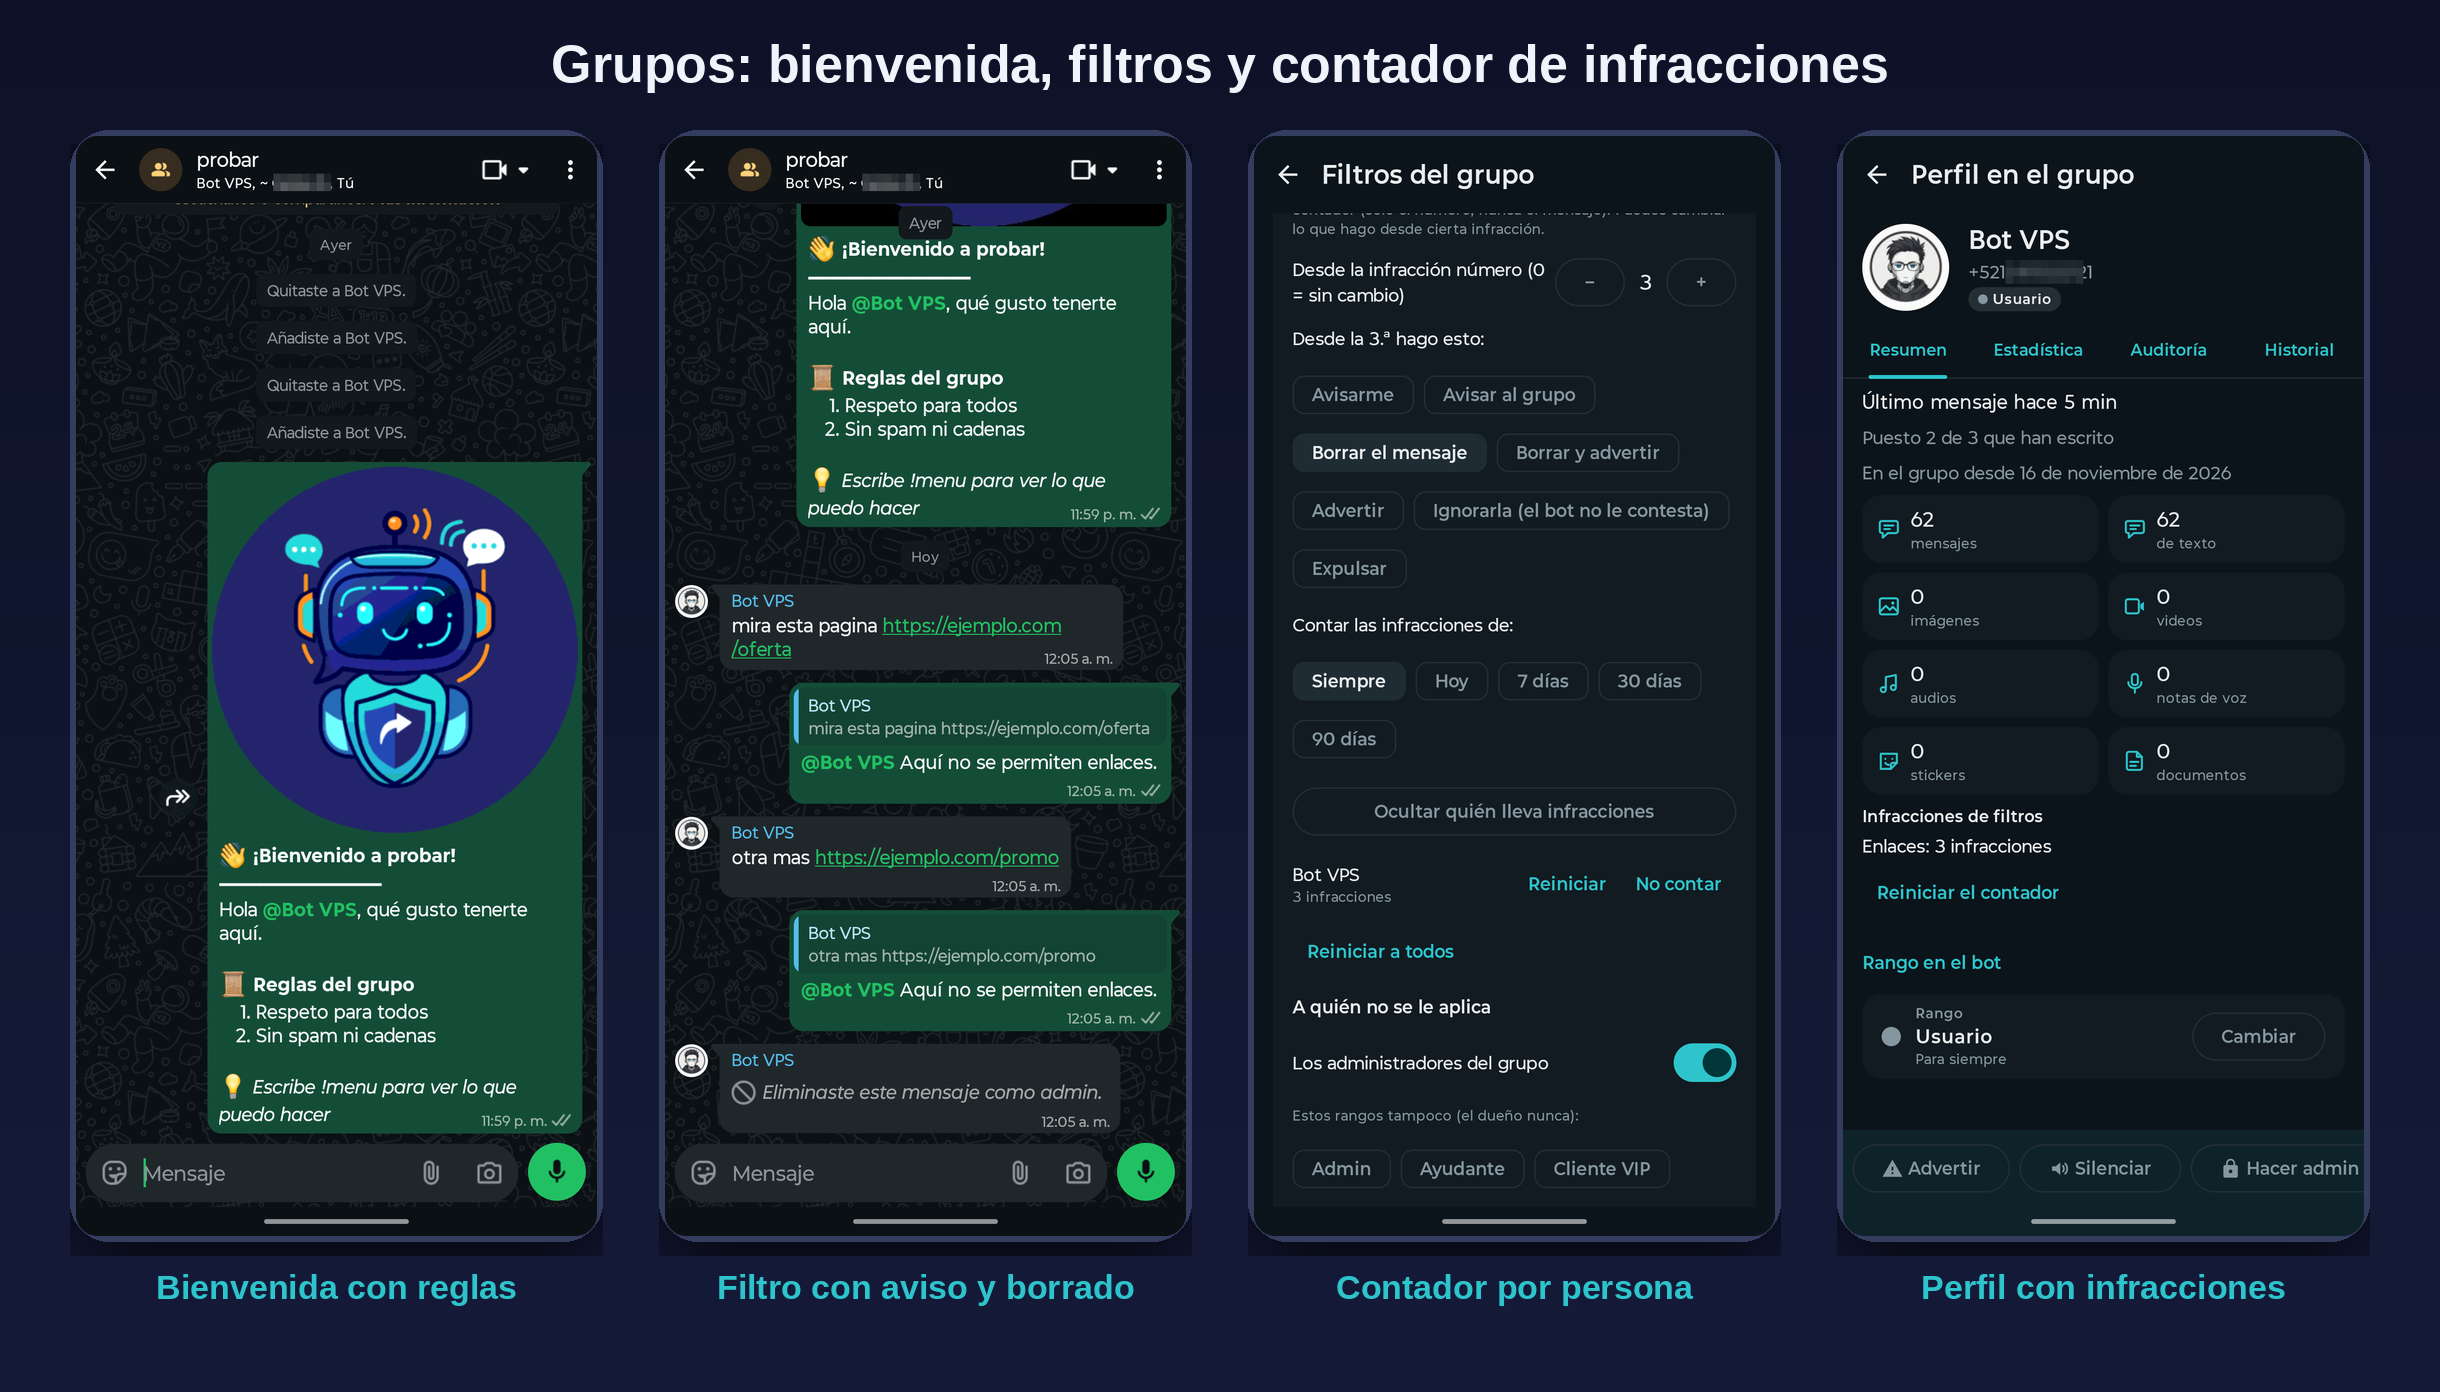 Grupos: bienvenida, filtros y contador de infracciones
probar
Bot VPS, ~ , Tú
Ayer
Quitaste a Bot VPS.
Añadiste a Bot VPS.
Quitaste a Bot VPS.
Añadiste a Bot VPS.
👋 ¡Bienvenido a probar!
Hola @Bot VPS, qué gusto tenerte
aquí.
📜 Reglas del grupo
1. Respeto para todos
2. Sin spam ni cadenas
💡 Escribe !menu para ver lo que
puedo hacer
11:59 p. m.
Mensaje
Bienvenida con reglas
probar
Bot VPS, ~ , Tú
Ayer
👋 ¡Bienvenido a probar!
Hola @Bot VPS, qué gusto tenerte
aquí.
📜 Reglas del grupo
1. Respeto para todos
2. Sin spam ni cadenas
💡 Escribe !menu para ver lo que
puedo hacer
11:59 p. m.
Hoy
Bot VPS
mira esta pagina https://ejemplo.com
/oferta
12:05 a. m.
Bot VPS
mira esta pagina https://ejemplo.com/oferta
@Bot VPS Aquí no se permiten enlaces.
12:05 a. m.
Bot VPS
otra mas https://ejemplo.com/promo
12:05 a. m.
Bot VPS
otra mas https://ejemplo.com/promo
@Bot VPS Aquí no se permiten enlaces.
12:05 a. m.
Bot VPS
Eliminaste este mensaje como admin.
12:05 a. m.
Mensaje
Filtro con aviso y borrado
Filtros del grupo
lo que hago desde cierta infracción.
Desde la infracción número (0
= sin cambio)
− 3 +
Desde la 3.ª hago esto:
Avisarme Avisar al grupo
Borrar el mensaje Borrar y advertir
Advertir Ignorarla (el bot no le contesta)
Expulsar
Contar las infracciones de:
Siempre Hoy 7 días 30 días
90 días
Ocultar quién lleva infracciones
Bot VPS
3 infracciones
Reiniciar No contar
Reiniciar a todos
A quién no se le aplica
Los administradores del grupo
Estos rangos tampoco (el dueño nunca):
Admin Ayudante Cliente VIP
Contador por persona
Perfil en el grupo
Bot VPS
+521 21
Usuario
Resumen Estadística Auditoría Historial
Último mensaje hace 5 min
Puesto 2 de 3 que han escrito
En el grupo desde 16 de noviembre de 2026
62
mensajes
62
de texto
0
imágenes
0
videos
0
audios
0
notas de voz
0
stickers
0
documentos
Infracciones de filtros
Enlaces: 3 infracciones
Reiniciar el contador
Rango en el bot
Rango
Usuario
Para siempre
Cambiar
Advertir Silenciar Hacer admin
Perfil con infracciones